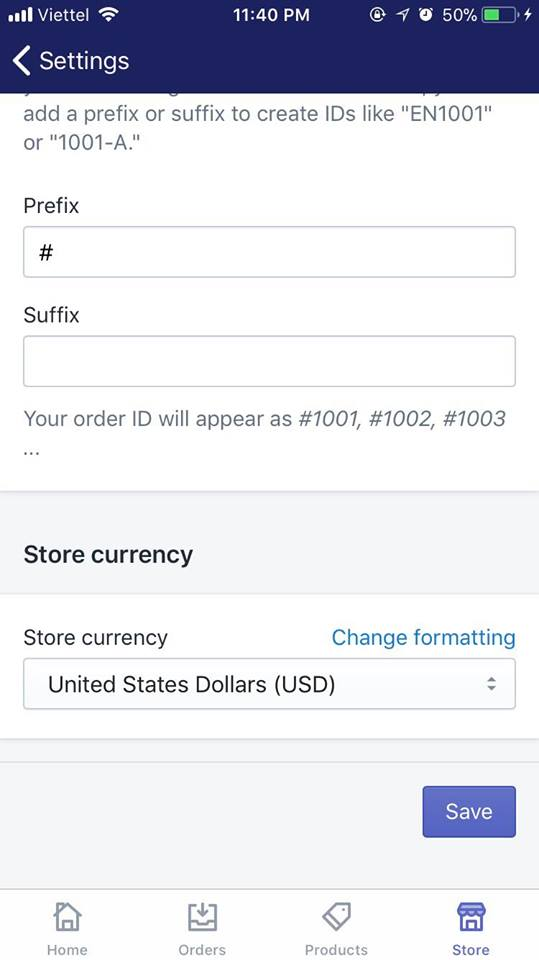 Viettel 11:40 PM 50%
Settings
add a prefix or suffix to create IDs like "EN1001"
or "1001-A."
Prefix
#
Suffix
Your order ID will appear as #1001, #1002, #1003
...
Store currency
Store currency Change formatting
United States Dollars (USD)
Save
Home Orders Products Store